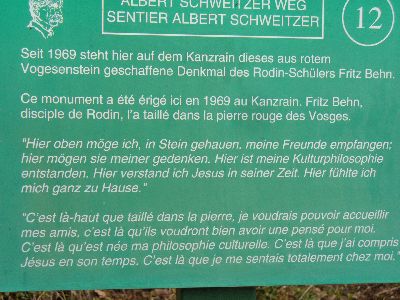 ALBERT SCHWEITZER WEG
SENTIER ALBERT SCHWEITZER
12
Seit 1969 steht hier auf dem Kanzrain dieses aus rotem
Vogesenstein geschaffene Denkmal des Rodin-Schülers Fritz Behn.
Ce monument a été érigé ici en 1969 au Kanzrain. Fritz Behn,
disciple de Rodin, l'a taillé dans la pierre rouge des Vosges.
"Hier oben möge ich, in Stein gehauen, meine Freunde empfangen;
hier mögen sie meiner gedenken. Hier ist meine Kulturphilosophie
entstanden. Hier verstand ich Jesus in seiner Zeit. Hier fühlte ich
mich ganz zu Hause."
"C'est là-haut que taillé dans la pierre, je voudrais pouvoir accueillir
mes amis, c'est là qu'ils voudront bien avoir une pensé pour moi.
C'est là qu'est née ma philosophie culturelle. C'est là que j'ai compris
Jésus en son temps. C'est là que je me sentais totalement chez moi."